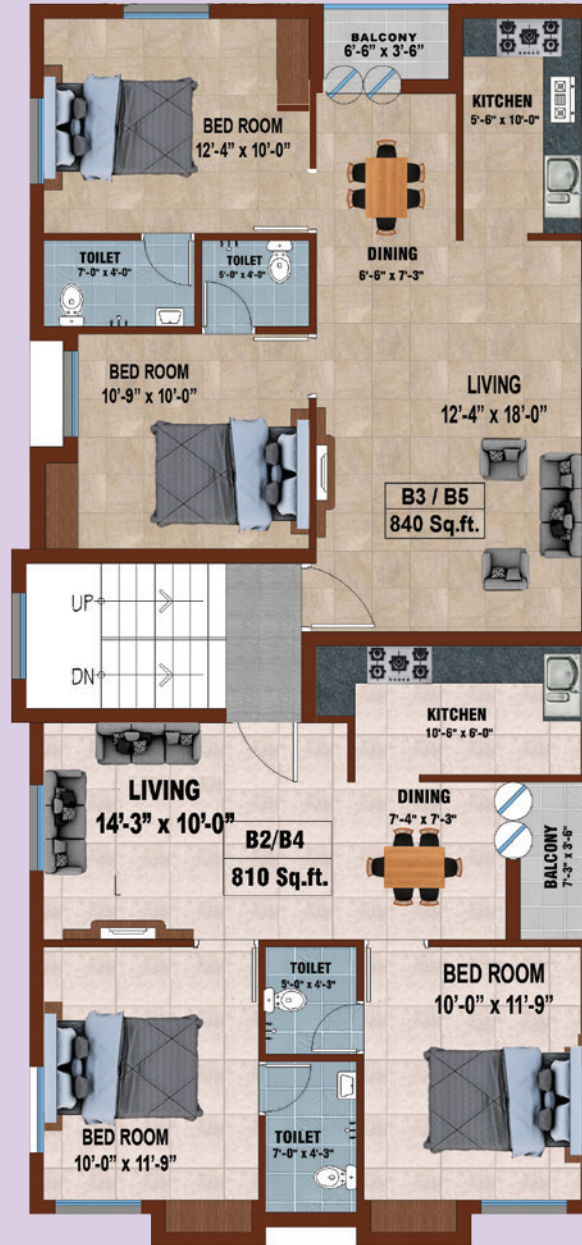 BALCONY
6'-6" x 3'-6"
KITCHEN
5'-6" x 10'-0"
BED ROOM
12'-4" x 10'-0"
DINING
6'-6" x 7'-3"
TOILET
7'-0" x 4'-0"
TOILET
5'-0" x 4'-0"
BED ROOM
10'-9" x 10'-0"
LIVING
12'-4" x 18'-0"
B3 / B5
840 Sq.ft.
UP
DN
KITCHEN
10'-6" x 6'-0"
LIVING
14'-3" x 10'-0"
DINING
7'-4" x 7'-3"
B2/B4
810 Sq.ft.
BALCONY
7'-3" x 3'-6"
L
TOILET
5'-0" x 4'-3"
BED ROOM
10'-0" x 11'-9"
BED ROOM
10'-0" x 11'-9"
TOILET
7'-0" x 4'-3"